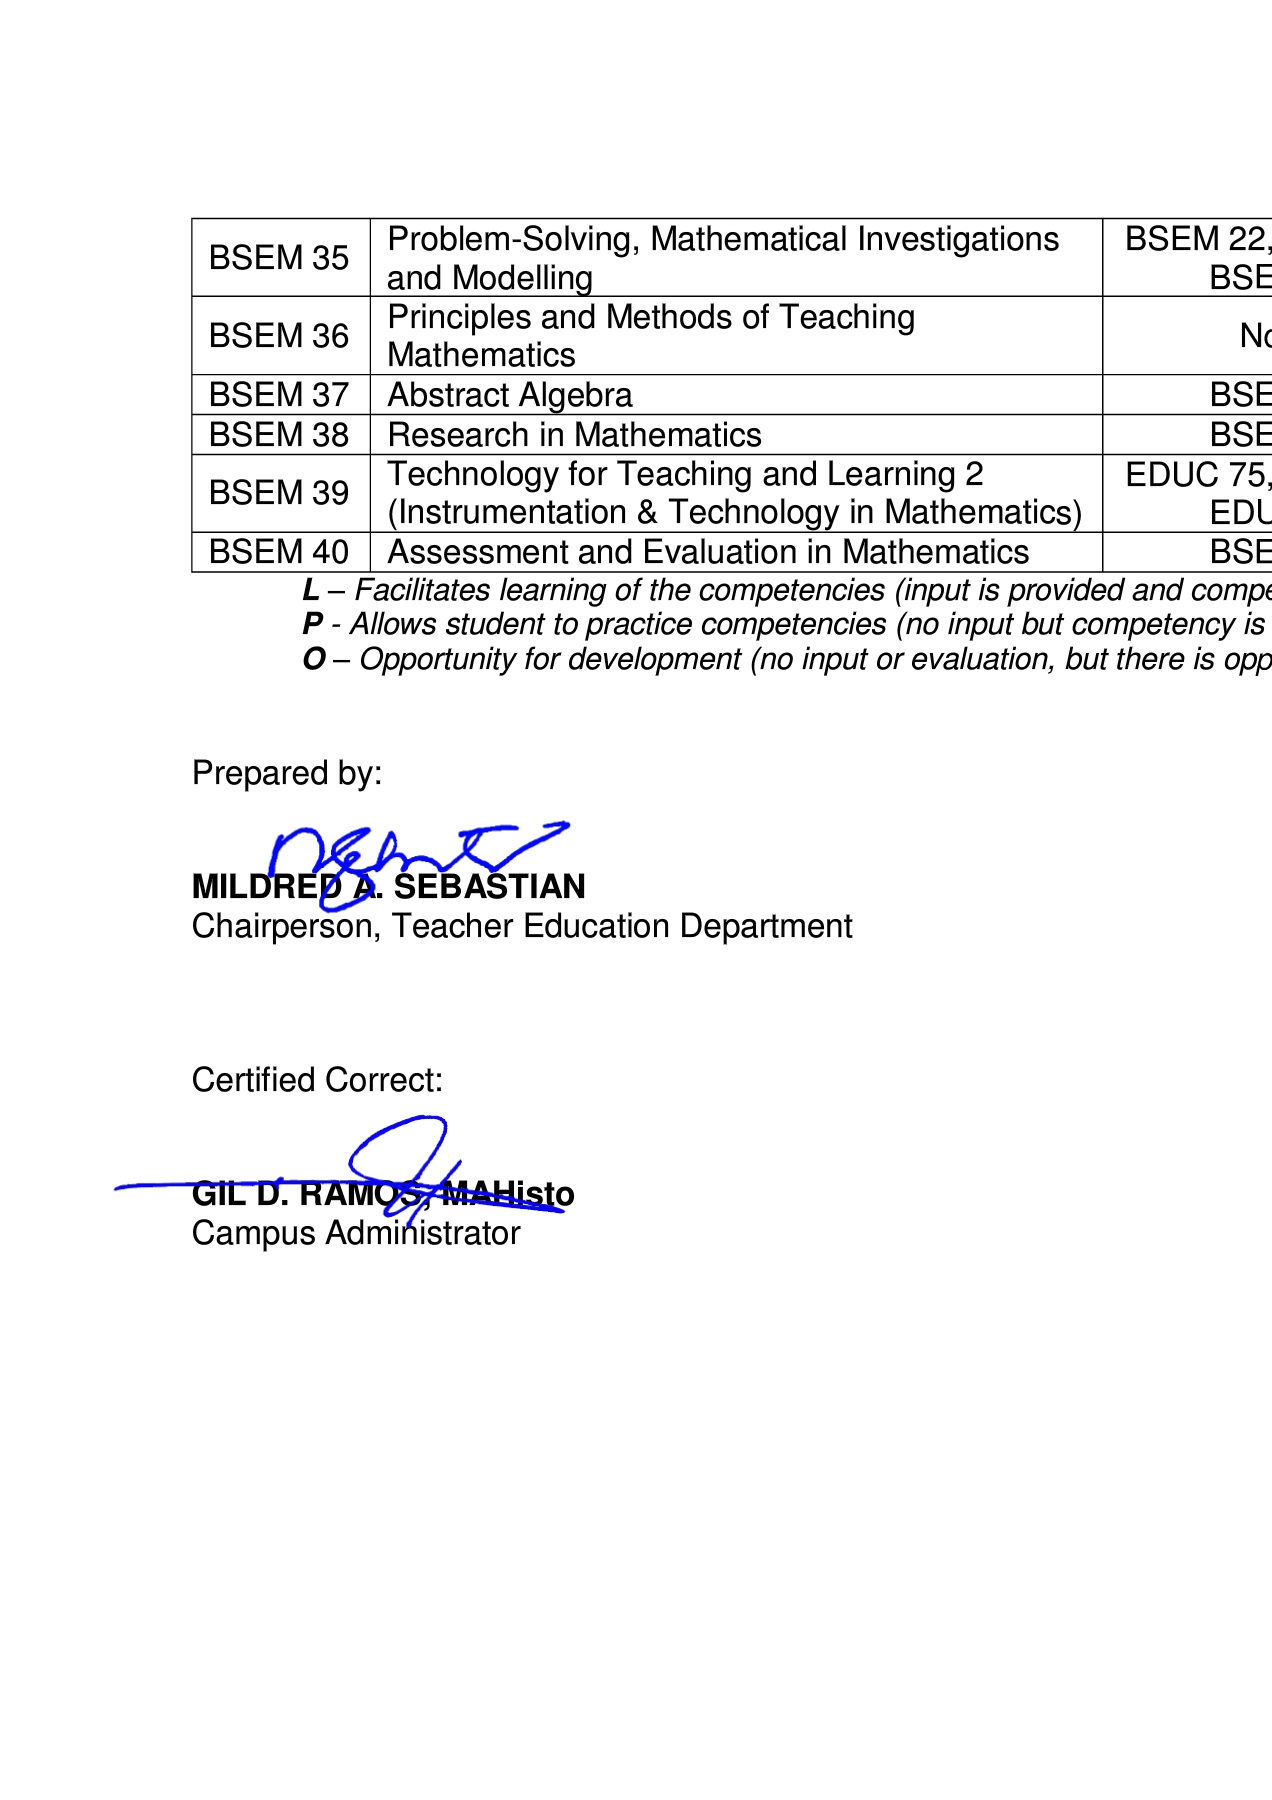 BSEM 35
Problem-Solving, Mathematical Investigations
and Modelling
BSEM 22,
BSE
BSEM 36
Principles and Methods of Teaching
Mathematics
No
BSEM 37 Abstract Algebra BSE
BSEM 38 Research in Mathematics BSE
BSEM 39
Technology for Teaching and Learning 2
(Instrumentation & Technology in Mathematics)
EDUC 75,
EDU
BSEM 40 Assessment and Evaluation in Mathematics BSE
L – Facilitates learning of the competencies (input is provided and compe
P - Allows student to practice competencies (no input but competency is
O – Opportunity for development (no input or evaluation, but there is opp
Prepared by:
MILDRED A. SEBASTIAN
Chairperson, Teacher Education Department
Certified Correct:
GIL D. RAMOS, MAHisto
Campus Administrator